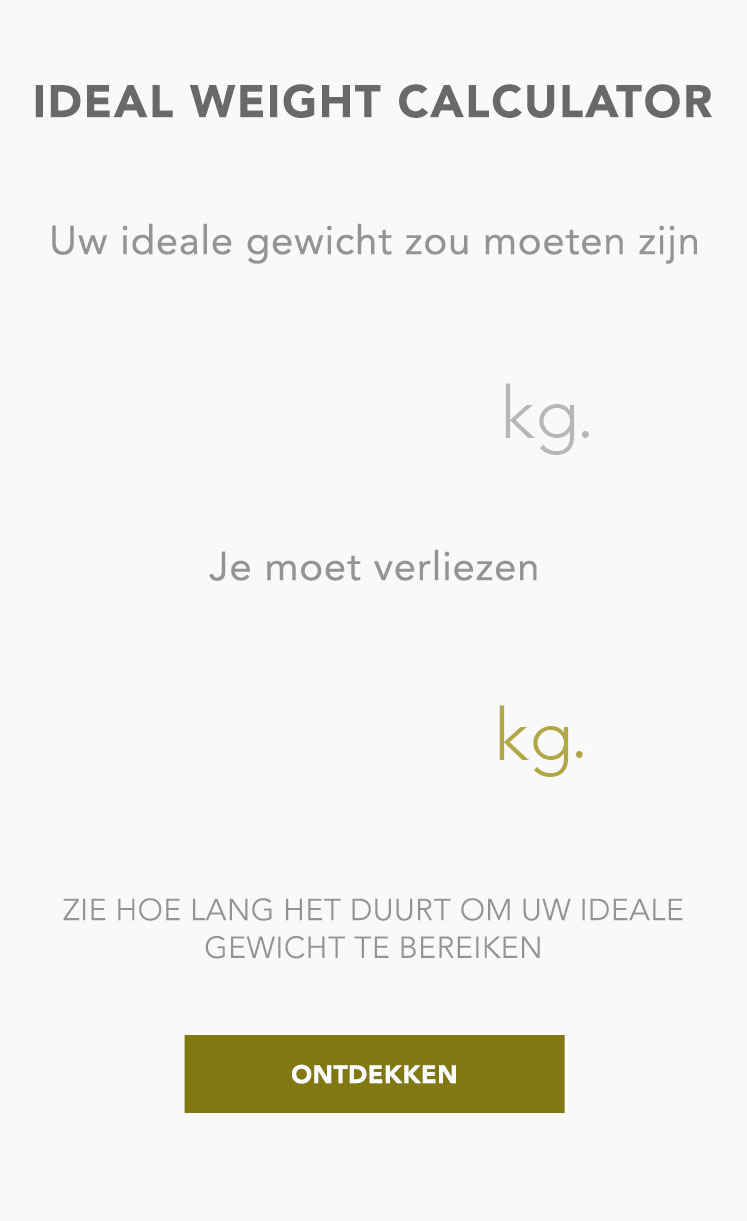 IDEAL WEIGHT CALCULATOR
Uw ideale gewicht zou moeten zijn
kg.
Je moet verliezen
kg.
ZIE HOE LANG HET DUURT OM UW IDEALE
GEWICHT TE BEREIKEN
ONTDEKKEN